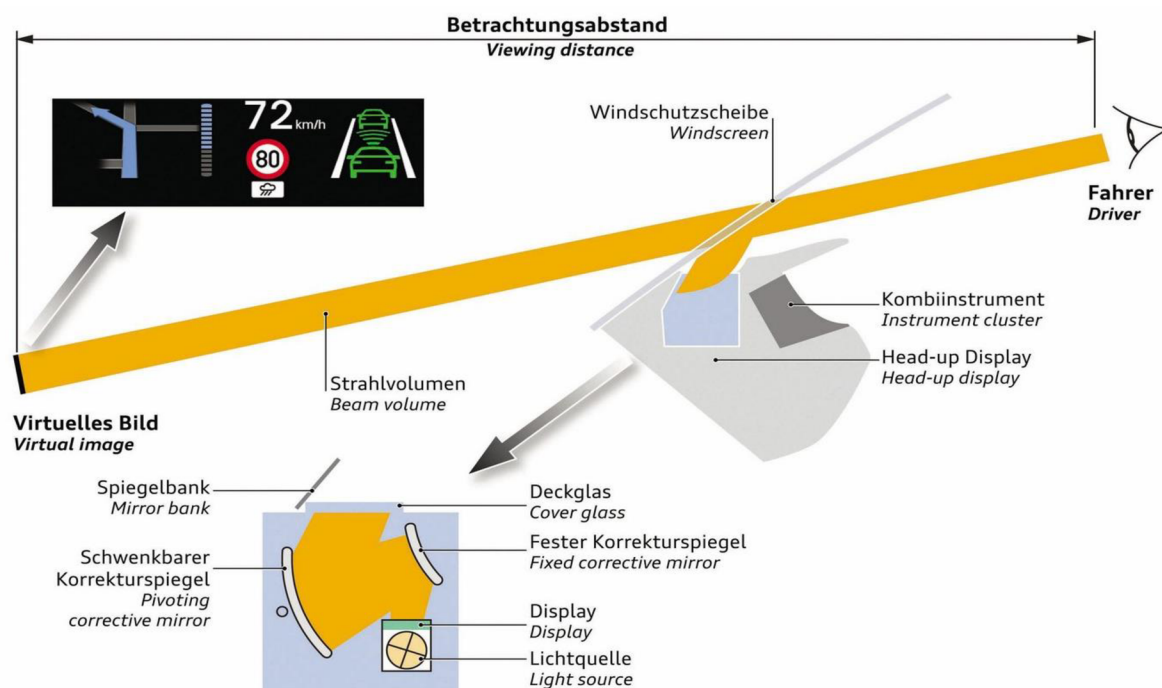 Betrachtungsabstand
Viewing distance
72 km/h
80
Windschutzscheibe
Windscreen
Fahrer
Driver
Kombiinstrument
Instrument cluster
Head-up Display
Head-up display
Strahlvolumen
Beam volume
Virtuelles Bild
Virtual image
Spiegelbank
Mirror bank
Deckglas
Cover glass
Schwenkbarer
Korrekturspiegel
Pivoting
corrective mirror
Fester Korrekturspiegel
Fixed corrective mirror
Display
Display
Lichtquelle
Light source